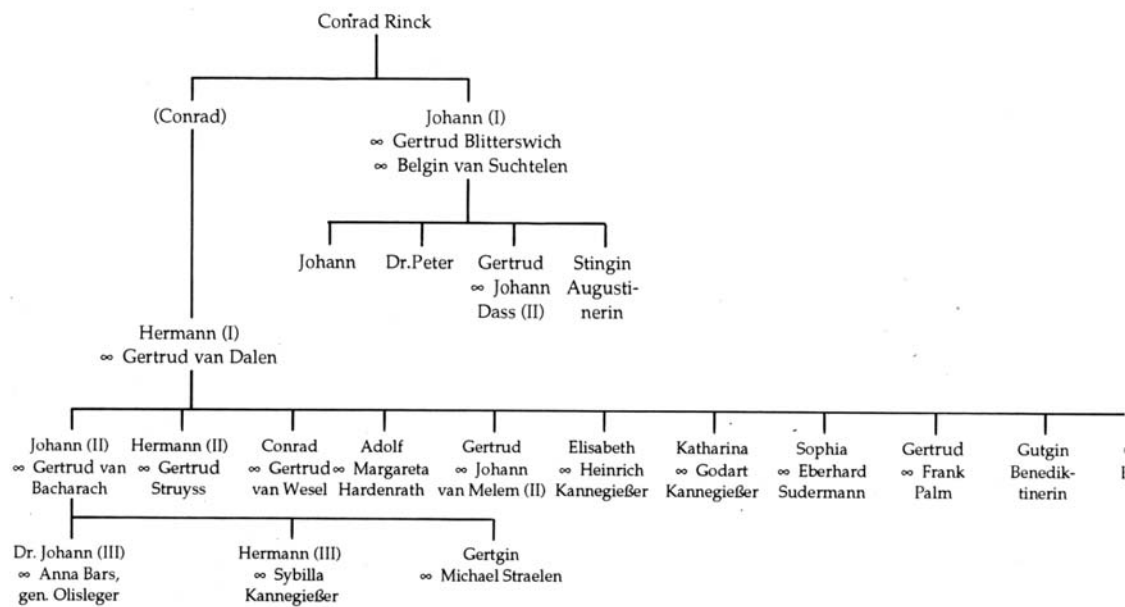 Conrad Rinck
(Conrad)
Johann (I)
∞ Gertrud Blitterswich
∞ Belgin van Suchtelen
Johann
Dr.Peter
Gertrud
∞ Johann
Dass (II)
Stingin
Augusti-
nerin
Hermann (I)
∞ Gertrud van Dalen
Johann (II)
∞ Gertrud van
Bacharach
Hermann (II)
∞ Gertrud
Struyss
Conrad
∞ Gertrud
van Wesel
Adolf
∞ Margareta
Hardenrath
Gertrud
∞ Johann
van Melem (II)
Elisabeth
∞ Heinrich
Kannegießer
Katharina
∞ Godart
Kannegießer
Sophia
∞ Eberhard
Sudermann
Gertrud
∞ Frank
Palm
Gutgin
Benedik-
tinerin
Dr. Johann (III)
∞ Anna Bars,
gen. Olisleger
Hermann (III)
∞ Sybilla
Kannegießer
Gertgin
∞ Michael Straelen